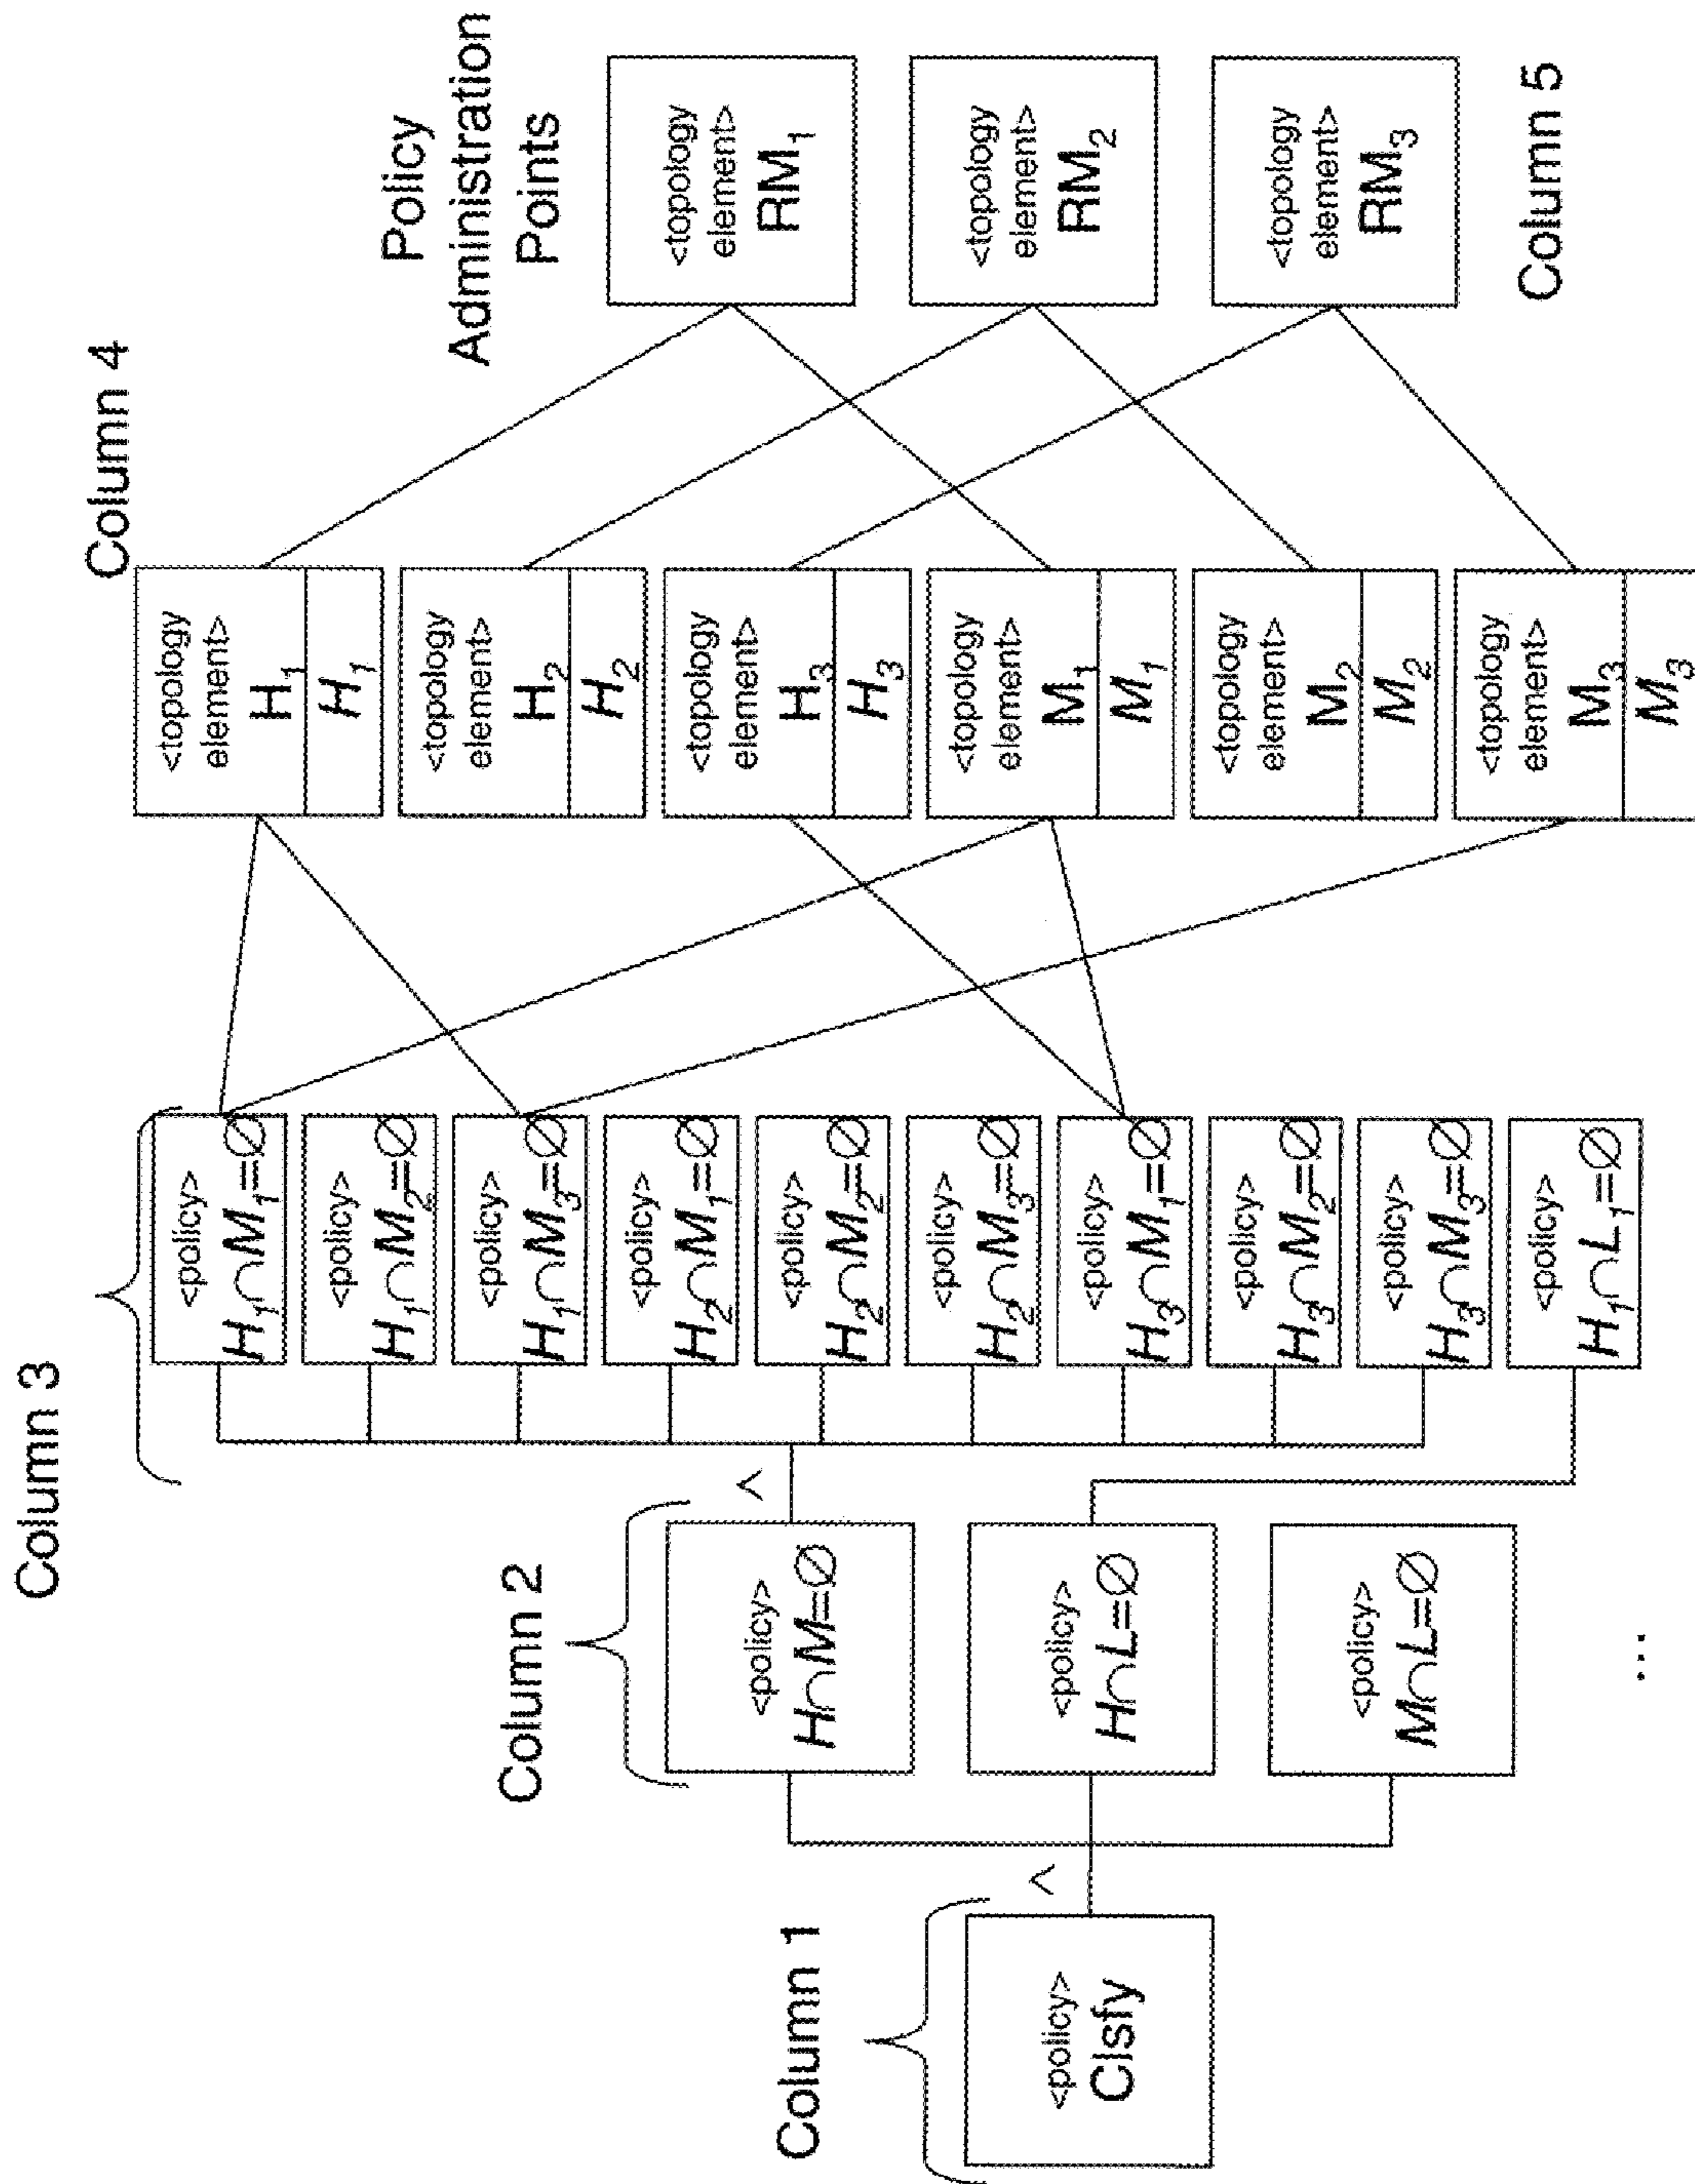 Column 1
<policy>
Clsfy
∧
Column 2
<policy>
H∩M=∅
<policy>
H∩L=∅
<policy>
M∩L=∅
∧
...
Column 3
<policy>
H₁∩M₁=∅
<policy>
H₁∩M₂=∅
<policy>
H₁∩M₃=∅
<policy>
H₂∩M₁=∅
<policy>
H₂∩M₂=∅
<policy>
H₂∩M₃=∅
<policy>
H₃∩M₁=∅
<policy>
H₃∩M₂=∅
<policy>
H₃∩M₃=∅
<policy>
H₁∩L₁=∅
Column 4
<topology
element>
H₁
H₁
<topology
element>
H₂
H₂
<topology
element>
H₃
H₃
<topology
element>
M₁
M₁
<topology
element>
M₂
M₂
<topology
element>
M₃
M₃
Policy
Administration
Points
<topology
element>
RM₁
<topology
element>
RM₂
<topology
element>
RM₃
Column 5